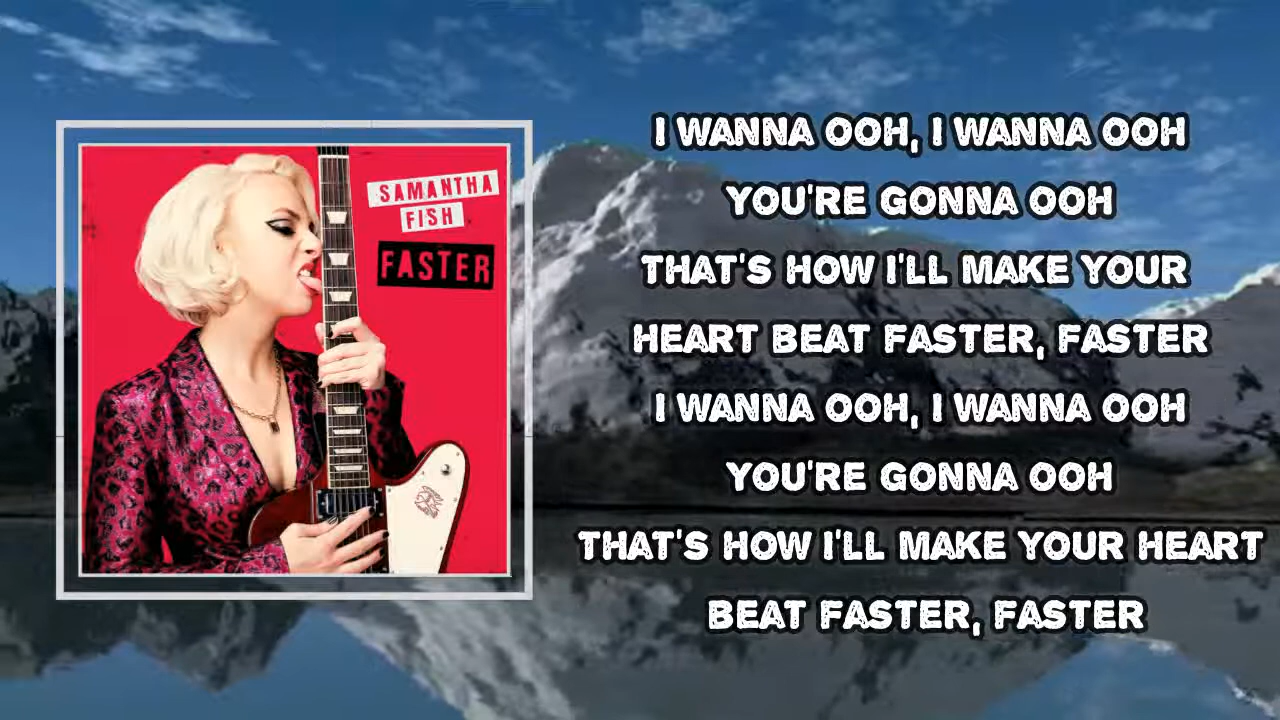 SAMANTHA
FISH
FASTER
I WANNA OOH, I WANNA OOH
YOU'RE GONNA OOH
THAT'S HOW I'LL MAKE YOUR
HEART BEAT FASTER, FASTER
I WANNA OOH, I WANNA OOH
YOU'RE GONNA OOH
THAT'S HOW I'LL MAKE YOUR HEART
BEAT FASTER, FASTER